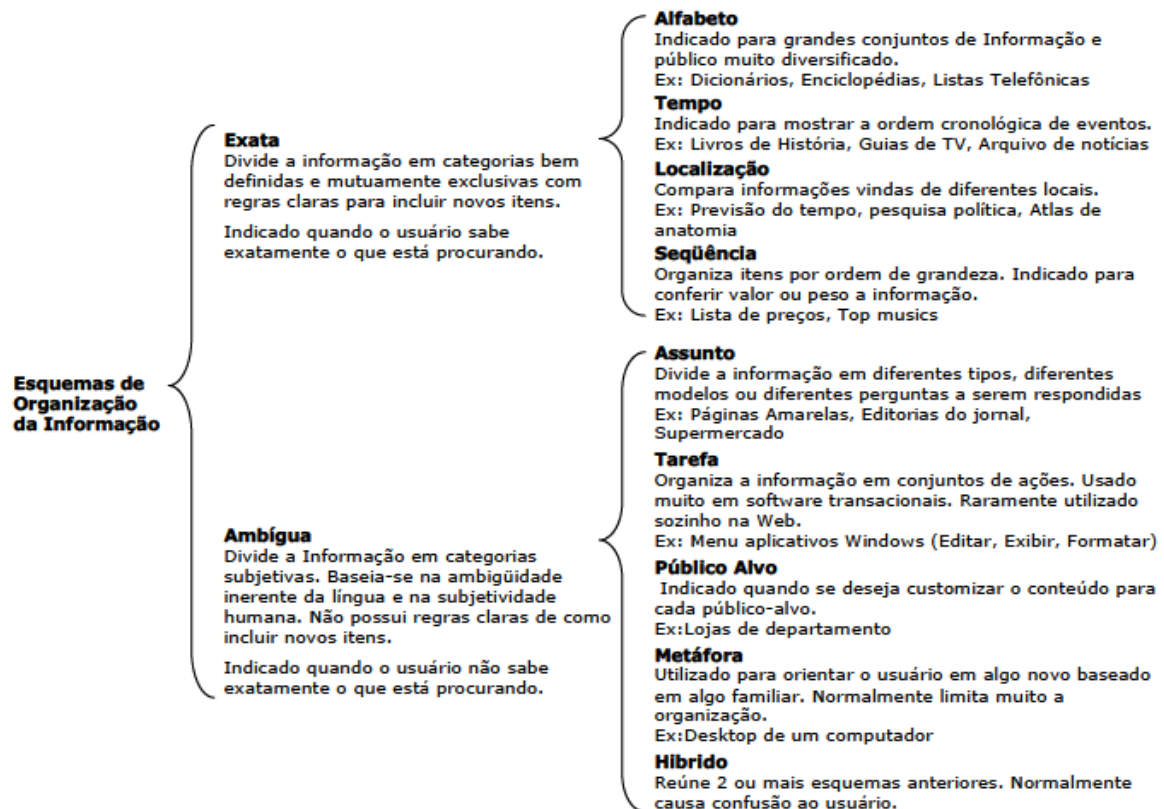 Esquemas de
Organização
da Informação
Exata
Divide a informação em categorias bem
definidas e mutuamente exclusivas com
regras claras para incluir novos itens.
Indicado quando o usuário sabe
exatamente o que está procurando.
Alfabeto
Indicado para grandes conjuntos de Informação e
público muito diversificado.
Ex: Dicionários, Enciclopédias, Listas Telefônicas
Tempo
Indicado para mostrar a ordem cronológica de eventos.
Ex: Livros de História, Guias de TV, Arquivo de notícias
Localização
Compara informações vindas de diferentes locais.
Ex: Previsão do tempo, pesquisa política, Atlas de
anatomia
Seqüência
Organiza itens por ordem de grandeza. Indicado para
conferir valor ou peso a informação.
Ex: Lista de preços, Top musics
Ambígua
Divide a Informação em categorias
subjetivas. Baseia-se na ambigüidade
inerente da língua e na subjetividade
humana. Não possui regras claras de como
incluir novos itens.
Indicado quando o usuário não sabe
exatamente o que está procurando.
Assunto
Divide a informação em diferentes tipos, diferentes
modelos ou diferentes perguntas a serem respondidas
Ex: Páginas Amarelas, Editorias do jornal,
Supermercado
Tarefa
Organiza a informação em conjuntos de ações. Usado
muito em software transacionais. Raramente utilizado
sozinho na Web.
Ex: Menu aplicativos Windows (Editar, Exibir, Formatar)
Público Alvo
Indicado quando se deseja customizar o conteúdo para
cada público-alvo.
Ex:Lojas de departamento
Metáfora
Utilizado para orientar o usuário em algo novo baseado
em algo familiar. Normalmente limita muito a
organização.
Ex:Desktop de um computador
Hibrido
Reúne 2 ou mais esquemas anteriores. Normalmente
causa confusão ao usuário.